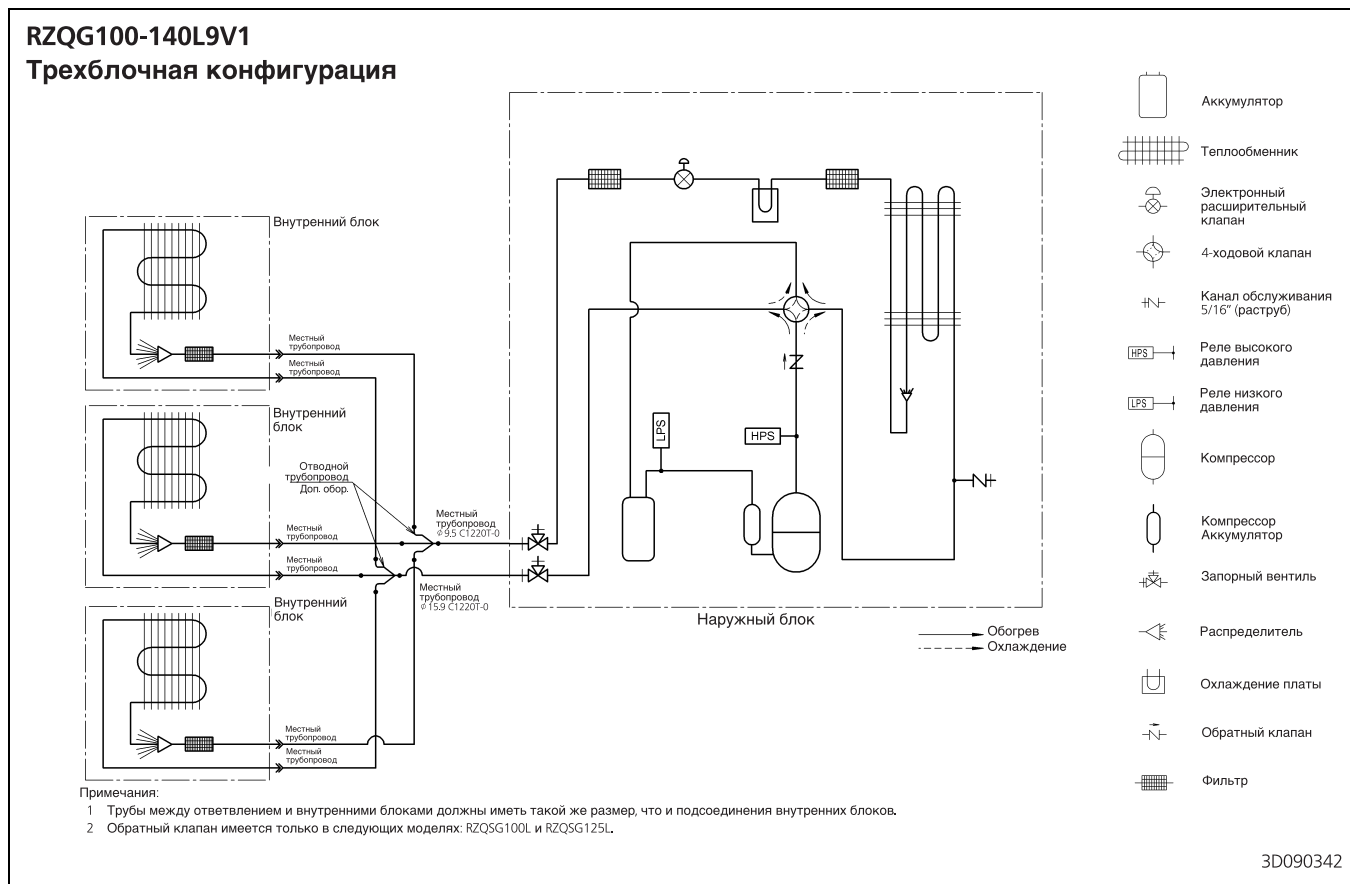 RZQG100-140L9V1
Трехблочная конфигурация
Внутренний блок
Местный
трубопровод
Местный
трубопровод
Внутренний
блок
Отводной
трубопровод
Доп. обор.
Местный
трубопровод
Местный
трубопровод
Местный
трубопровод
φ9.5 C1220T-0
Местный
трубопровод
φ15.9 C1220T-0
Внутренний
блок
Местный
трубопровод
Местный
трубопровод
LPS
HPS
Наружный блок
Обогрев
Охлаждение
Аккумулятор
Теплообменник
Электронный
расширительный
клапан
4-ходовой клапан
Канал обслуживания
5/16" (раструб)
HPS
Реле высокого
давления
LPS
Реле низкого
давления
Компрессор
Компрессор
Аккумулятор
Запорный вентиль
Распределитель
Охлаждение платы
Обратный клапан
Фильтр
Примечания:
1 Трубы между ответвлением и внутренними блоками должны иметь такой же размер, что и подсоединения внутренних блоков.
2 Обратный клапан имеется только в следующих моделях: RZQSG100L и RZQSG125L.
3D090342